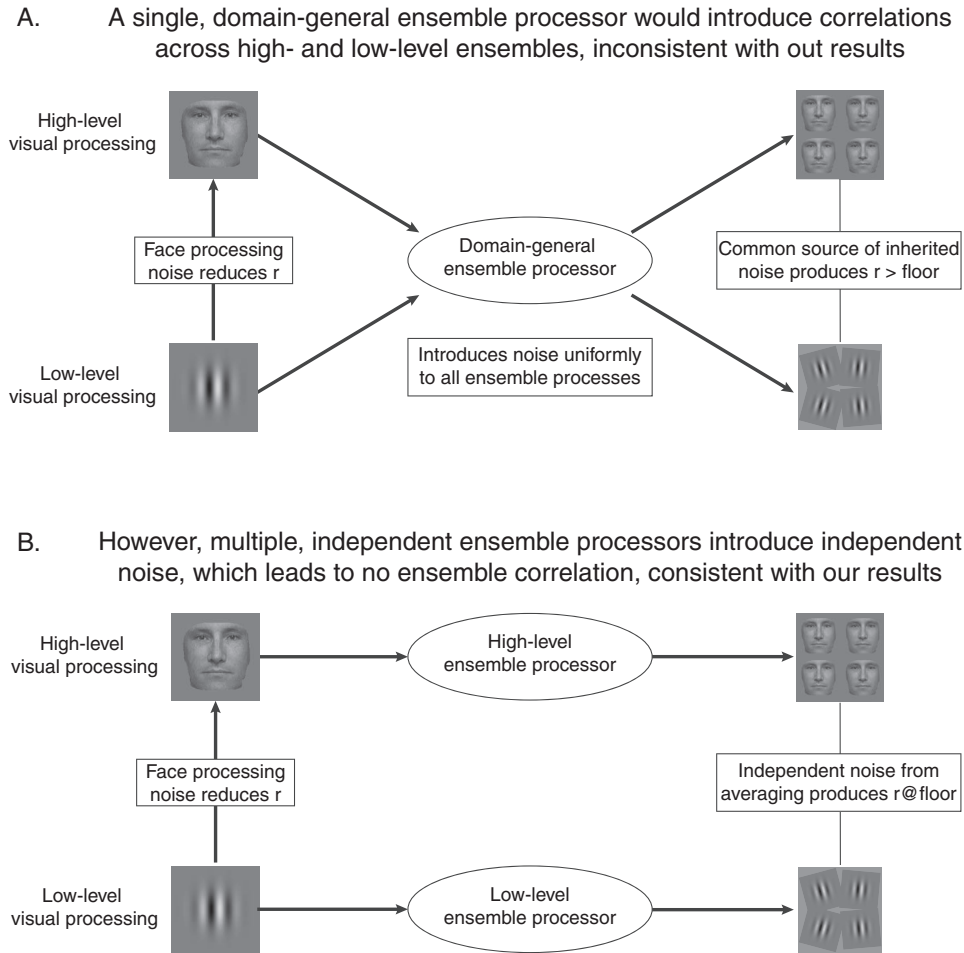 A. A single, domain-general ensemble processor would introduce correlations
across high- and low-level ensembles, inconsistent with out results
High-level
visual processing
Face processing
noise reduces r
Low-level
visual processing
Domain-general
ensemble processor
Introduces noise uniformly
to all ensemble processes
Common source of inherited
noise produces r > floor
B. However, multiple, independent ensemble processors introduce independent
noise, which leads to no ensemble correlation, consistent with our results
High-level
visual processing
High-level
ensemble processor
Face processing
noise reduces r
Independent noise from
averaging produces r@floor
Low-level
visual processing
Low-level
ensemble processor